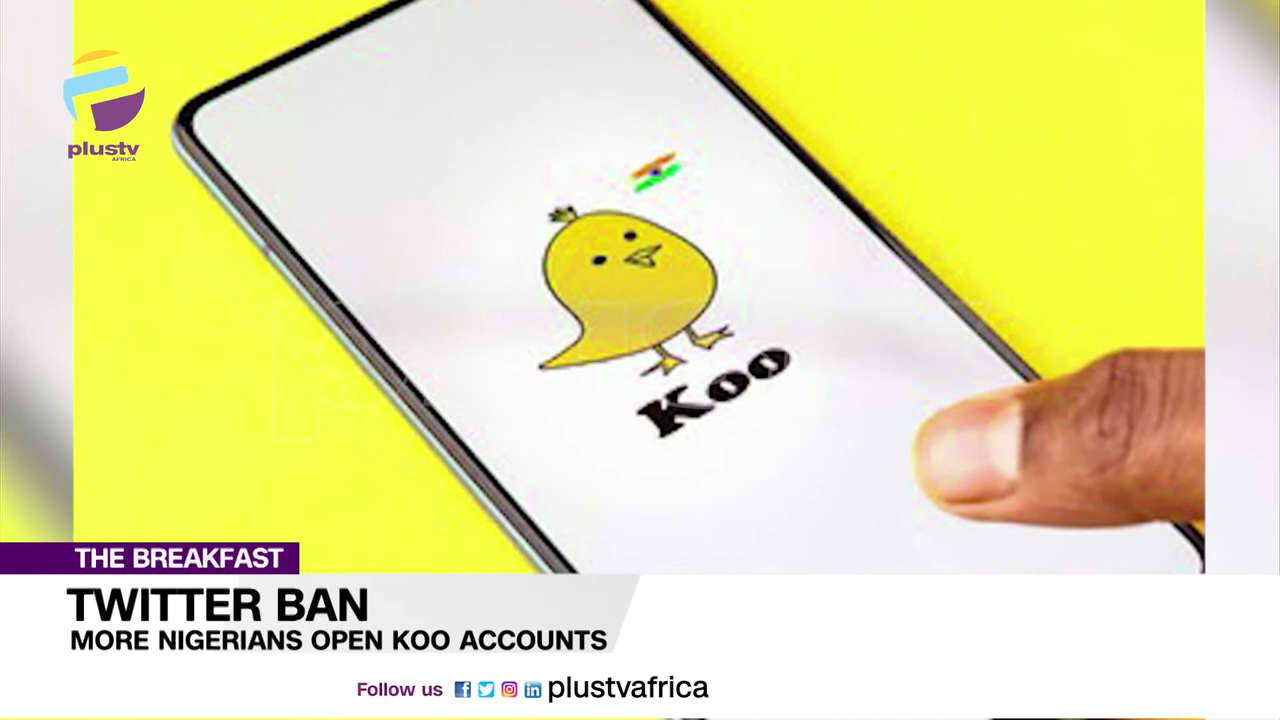 plustv
AFRICA
Koo
THE BREAKFAST
TWITTER BAN
MORE NIGERIANS OPEN KOO ACCOUNTS
Follow us plustvafrica